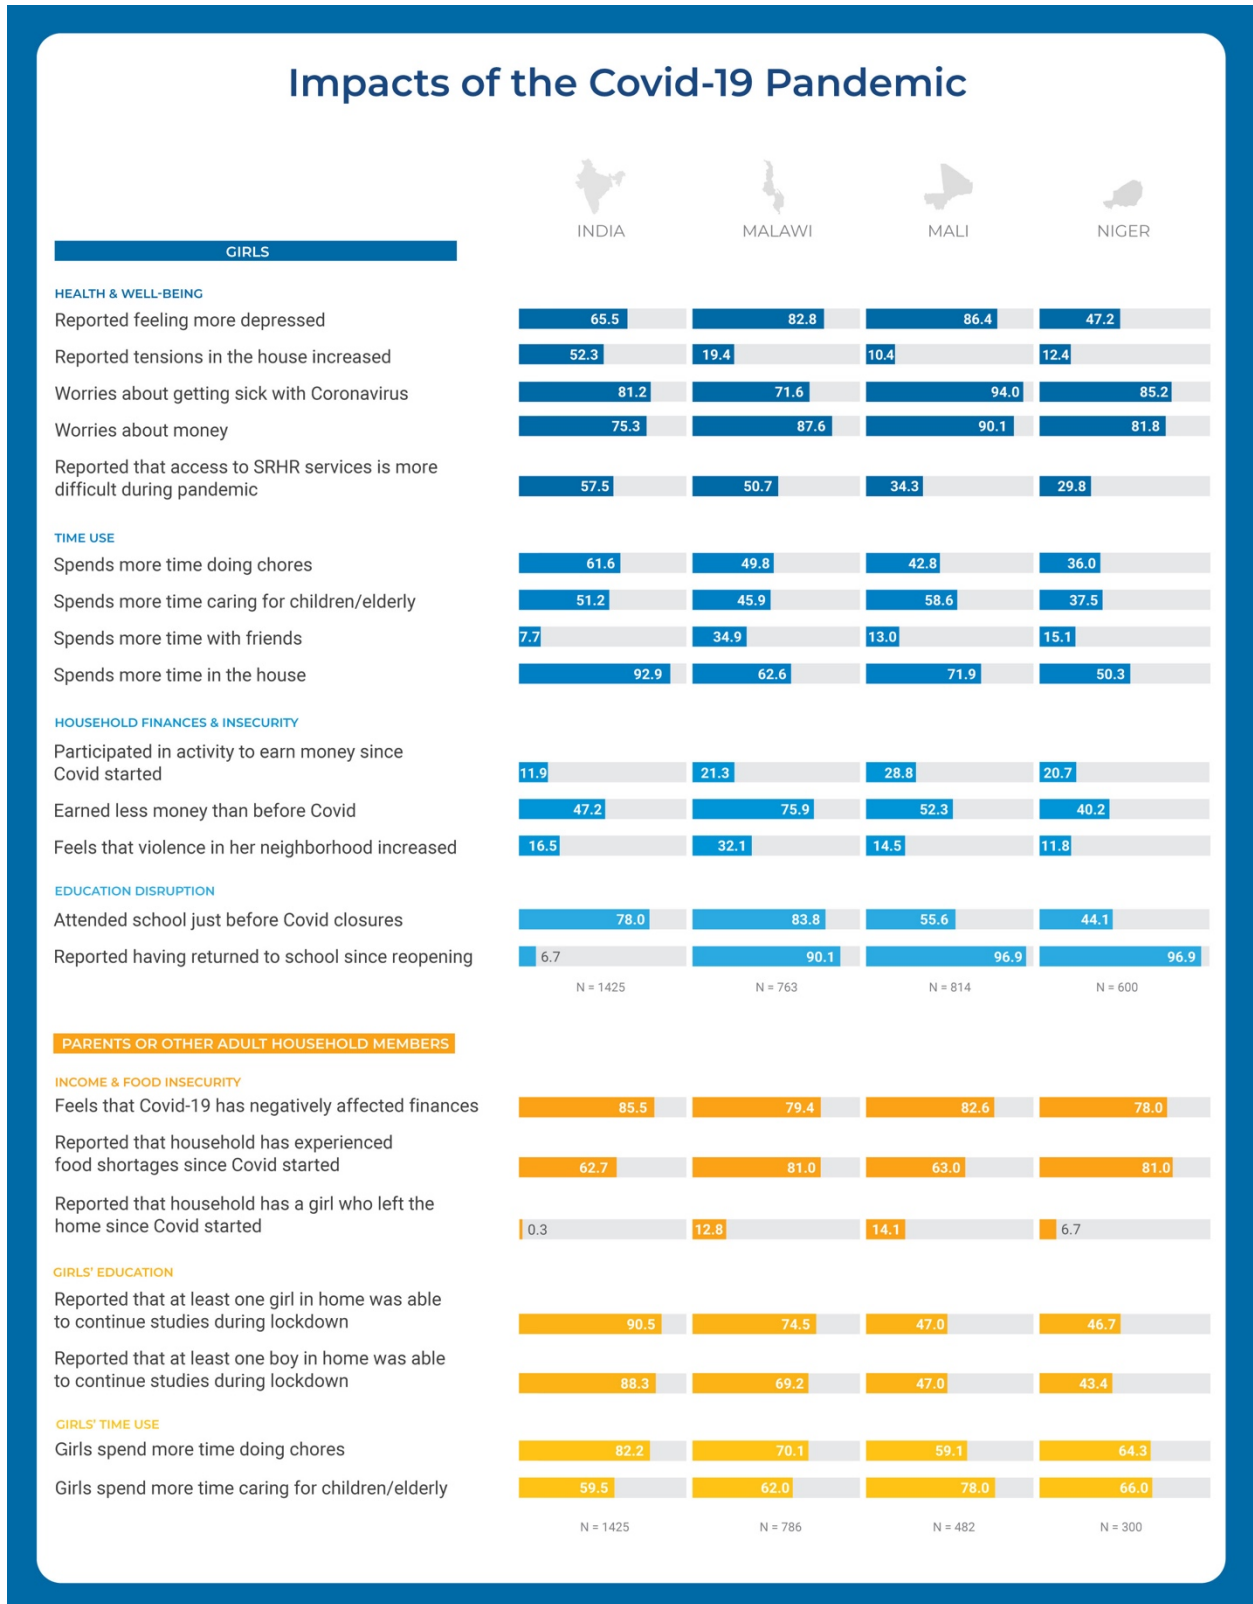 Impacts of the Covid-19 Pandemic
INDIA MALAWI MALI NIGER
GIRLS
HEALTH & WELL-BEING
Reported feeling more depressed 65.5 82.8 86.4 47.2
Reported tensions in the house increased 52.3 19.4 10.4 12.4
Worries about getting sick with Coronavirus 81.2 71.6 94.0 85.2
Worries about money 75.3 87.6 90.1 81.8
Reported that access to SRHR services is more
difficult during pandemic 57.5 50.7 34.3 29.8
TIME USE
Spends more time doing chores 61.6 49.8 42.8 36.0
Spends more time caring for children/elderly 51.2 45.9 58.6 37.5
Spends more time with friends 7.7 34.9 13.0 15.1
Spends more time in the house 92.9 62.6 71.9 50.3
HOUSEHOLD FINANCES & INSECURITY
Participated in activity to earn money since
Covid started 11.9 21.3 28.8 20.7
Earned less money than before Covid 47.2 75.9 52.3 40.2
Feels that violence in her neighborhood increased 16.5 32.1 14.5 11.8
EDUCATION DISRUPTION
Attended school just before Covid closures 78.0 83.8 55.6 44.1
Reported having returned to school since reopening 6.7 90.1 96.9 96.9
N = 1425 N = 763 N = 814 N = 600
PARENTS OR OTHER ADULT HOUSEHOLD MEMBERS
INCOME & FOOD INSECURITY
Feels that Covid-19 has negatively affected finances 85.5 79.4 82.6 78.0
Reported that household has experienced
food shortages since Covid started 62.7 81.0 63.0 81.0
Reported that household has a girl who left the
home since Covid started 0.3 12.8 14.1 6.7
GIRLS' EDUCATION
Reported that at least one girl in home was able
to continue studies during lockdown 90.5 74.5 47.0 46.7
Reported that at least one boy in home was able
to continue studies during lockdown 88.3 69.2 47.0 43.4
GIRLS' TIME USE
Girls spend more time doing chores 82.2 70.1 59.1 64.3
Girls spend more time caring for children/elderly 59.5 62.0 78.0 66.0
N = 1425 N = 786 N = 482 N = 300